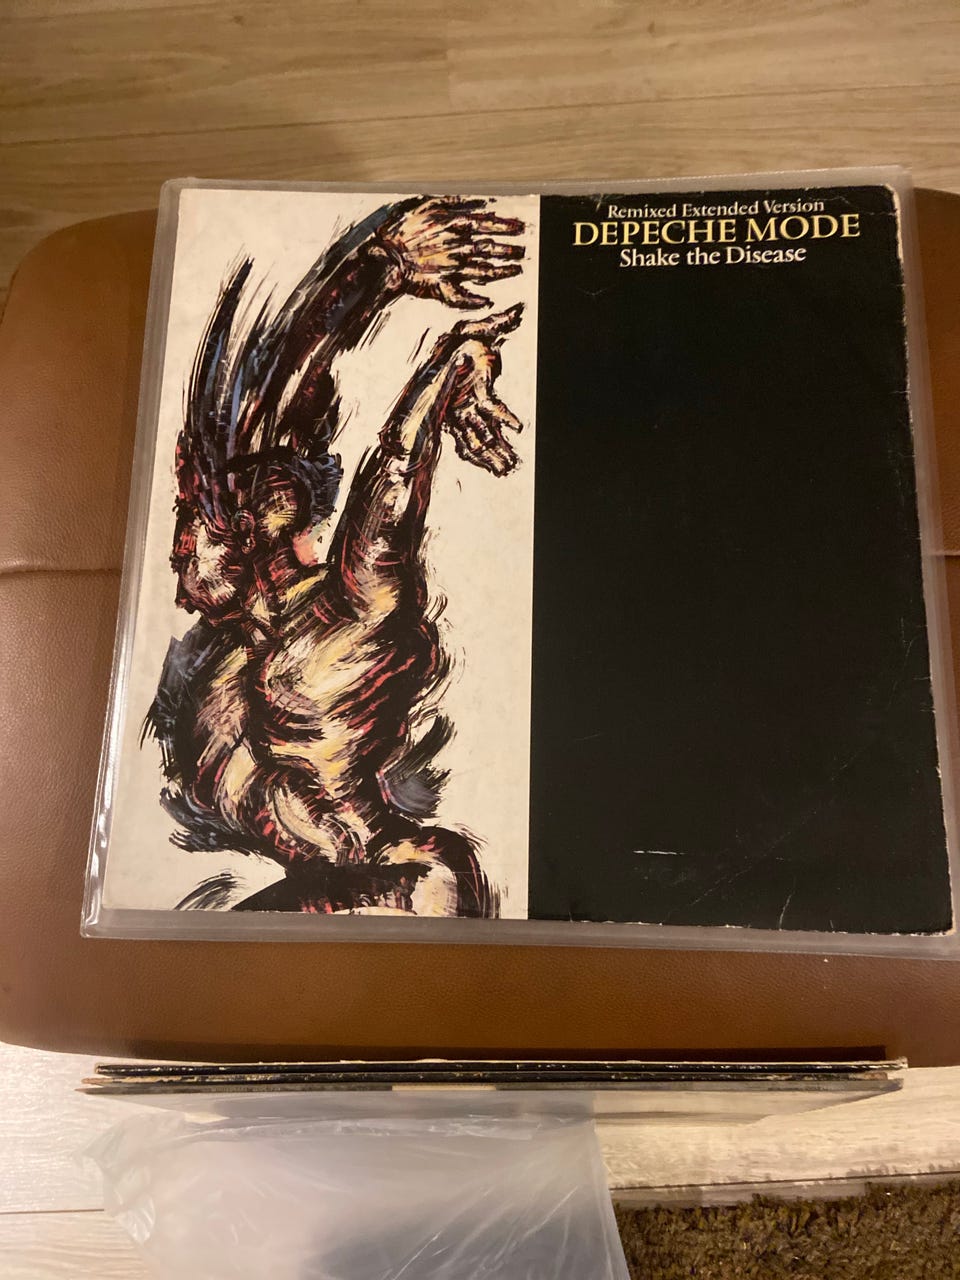 Remixed Extended Version
DEPECHE MODE
Shake the Disease